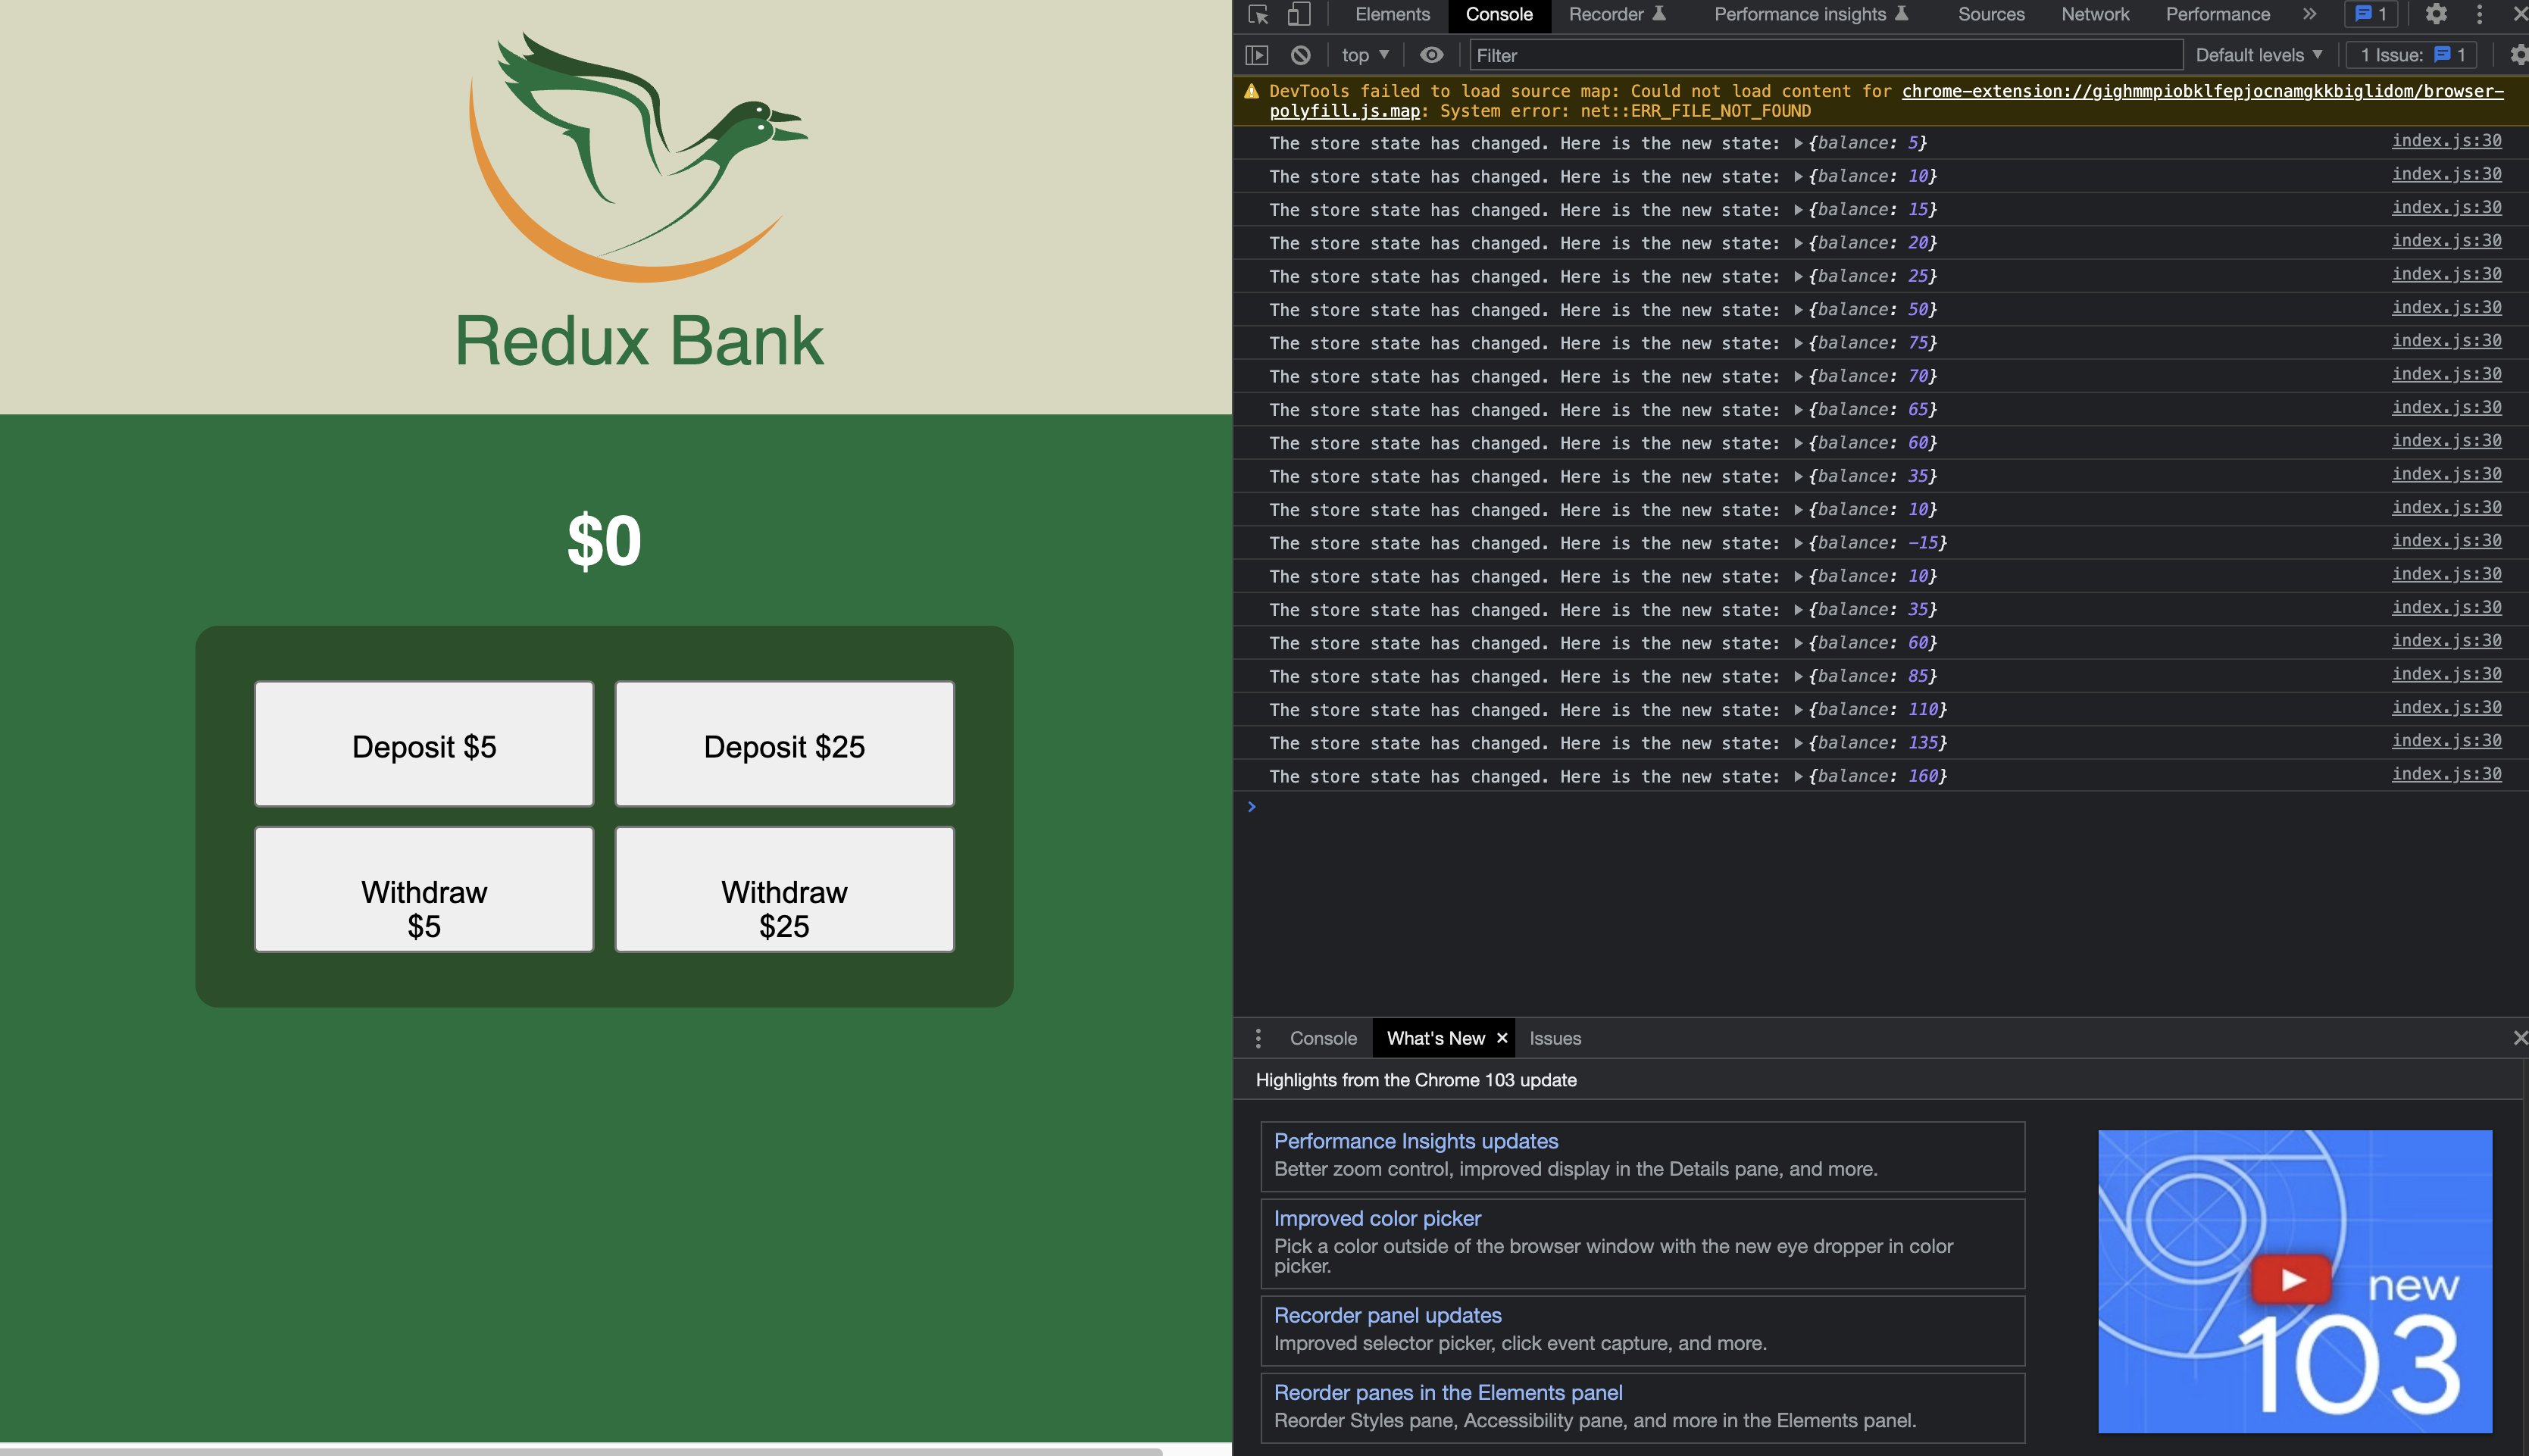 Redux Bank
$0
Deposit $5
Deposit $25
Withdraw
$5
Withdraw
$25
Elements Console Recorder Performance insights Sources Network Performance » 1
top Filter Default levels 1 Issue: 1
DevTools failed to load source map: Could not load content for chrome-extension://gighmmpiobklfepjocnamgkkbiglidom/browser-
polyfill.js.map: System error: net::ERR_FILE_NOT_FOUND
The store state has changed. Here is the new state: {balance: 5} index.js:30
The store state has changed. Here is the new state: {balance: 10} index.js:30
The store state has changed. Here is the new state: {balance: 15} index.js:30
The store state has changed. Here is the new state: {balance: 20} index.js:30
The store state has changed. Here is the new state: {balance: 25} index.js:30
The store state has changed. Here is the new state: {balance: 50} index.js:30
The store state has changed. Here is the new state: {balance: 75} index.js:30
The store state has changed. Here is the new state: {balance: 70} index.js:30
The store state has changed. Here is the new state: {balance: 65} index.js:30
The store state has changed. Here is the new state: {balance: 60} index.js:30
The store state has changed. Here is the new state: {balance: 35} index.js:30
The store state has changed. Here is the new state: {balance: 10} index.js:30
The store state has changed. Here is the new state: {balance: -15} index.js:30
The store state has changed. Here is the new state: {balance: 10} index.js:30
The store state has changed. Here is the new state: {balance: 35} index.js:30
The store state has changed. Here is the new state: {balance: 60} index.js:30
The store state has changed. Here is the new state: {balance: 85} index.js:30
The store state has changed. Here is the new state: {balance: 110} index.js:30
The store state has changed. Here is the new state: {balance: 135} index.js:30
The store state has changed. Here is the new state: {balance: 160} index.js:30
Console What's New Issues
Highlights from the Chrome 103 update
Performance Insights updates
Better zoom control, improved display in the Details pane, and more.
Improved color picker
Pick a color outside of the browser window with the new eye dropper in color
picker.
Recorder panel updates
Improved selector picker, click event capture, and more.
Reorder panes in the Elements panel
Reorder Styles pane, Accessibility pane, and more in the Elements panel.
new
103